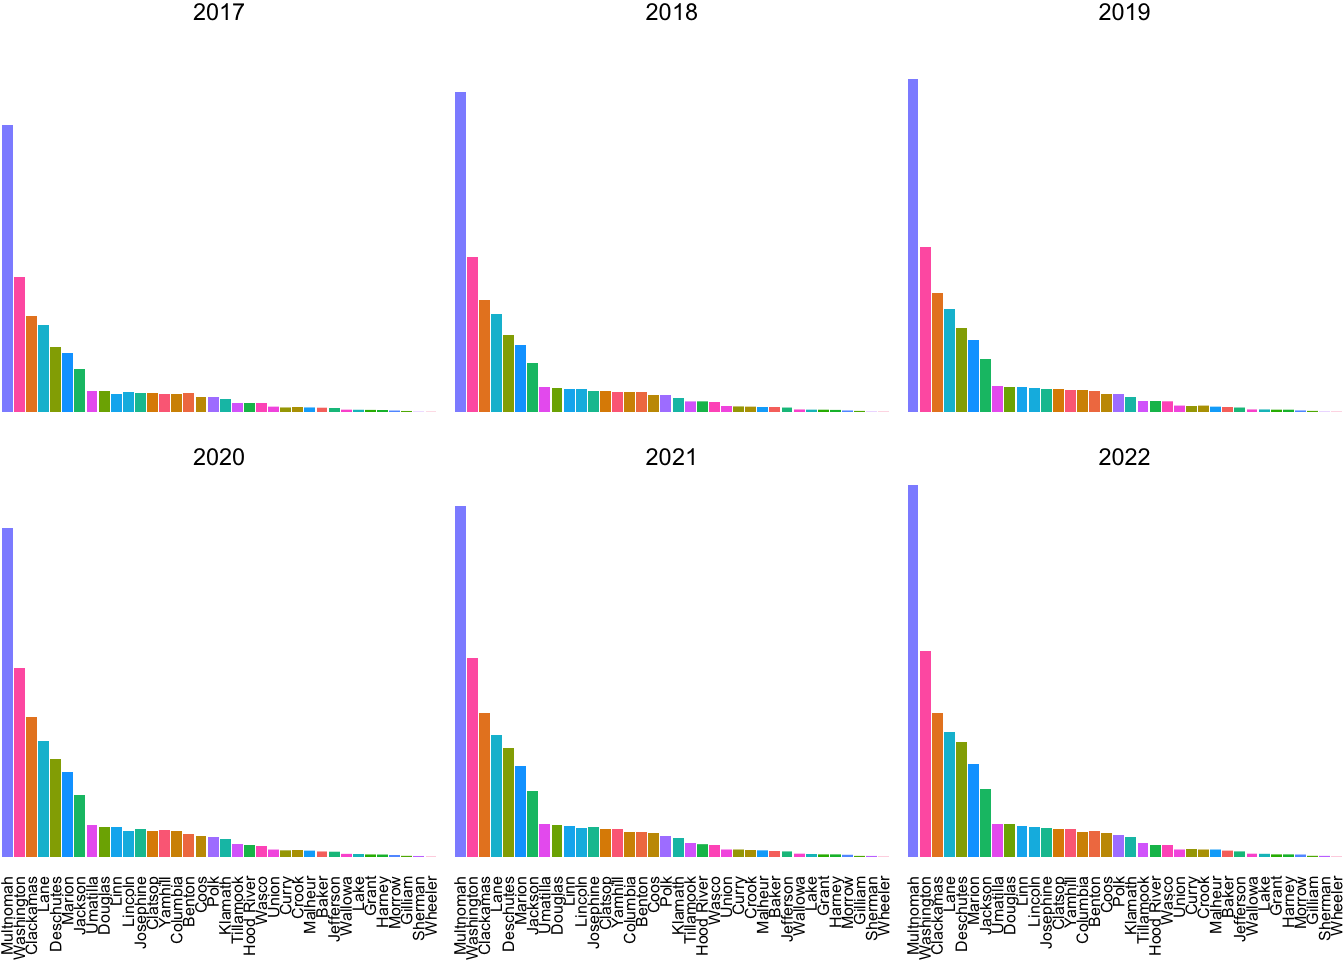 2017
2018
2019
2020
2021
2022
Multnomah
Washington
Clackamas
Lane
Deschutes
Marion
Jackson
Umatilla
Douglas
Linn
Lincoln
Josephine
Clatsop
Yamhill
Columbia
Benton
Coos
Polk
Klamath
Tillamook
Hood River
Wasco
Union
Curry
Crook
Malheur
Baker
Jefferson
Wallowa
Lake
Grant
Harney
Morrow
Gilliam
Sherman
Wheeler
Multnomah
Washington
Clackamas
Lane
Deschutes
Marion
Jackson
Umatilla
Douglas
Linn
Lincoln
Josephine
Clatsop
Yamhill
Columbia
Benton
Coos
Polk
Klamath
Tillamook
Hood River
Wasco
Union
Curry
Crook
Malheur
Baker
Jefferson
Wallowa
Lake
Grant
Harney
Morrow
Gilliam
Sherman
Wheeler
Multnomah
Washington
Clackamas
Lane
Deschutes
Marion
Jackson
Umatilla
Douglas
Linn
Lincoln
Josephine
Clatsop
Yamhill
Columbia
Benton
Coos
Polk
Klamath
Tillamook
Hood River
Wasco
Union
Curry
Crook
Malheur
Baker
Jefferson
Wallowa
Lake
Grant
Harney
Morrow
Gilliam
Sherman
Wheeler